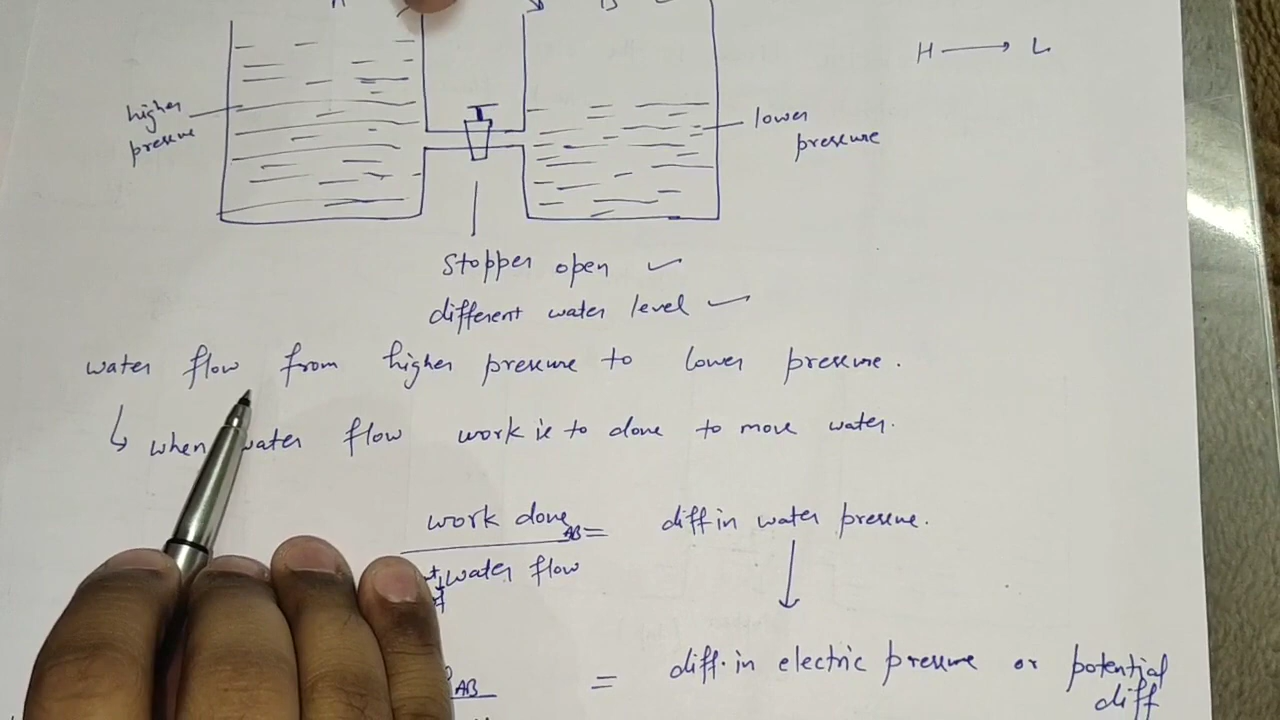 B
H → L
higher
pressure
lower
pressure
Stopper open ✓
different water level ✓
water flow from higher pressure to lower pressure.
↳ when water flow work is to done to move water.
work done AB = diff in water pressure.
water flow
AB = diff. in electric pressure or potential
diff